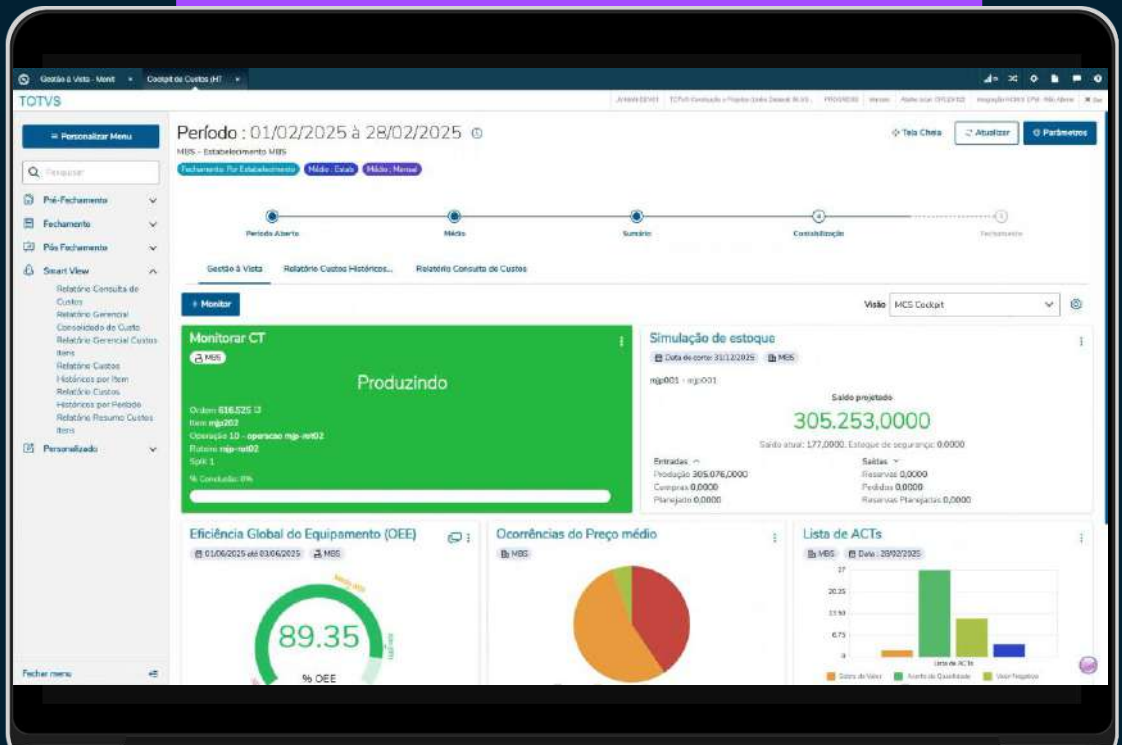 Gestão à Vista - Monit
Cockpit de Custos (HT
TOTVS
Personalizar Menu
Pesquisar
Pré-Fechamento
Fechamento
Pós Fechamento
Smart View
Relatório Consulta de
Custos
Relatório Gerencial
Consolidado de Custo
Relatório Gerencial Custos
Itens
Relatório Custos
Históricos por Item
Relatório Custos
Históricos por Período
Relatório Resumo Custos
Itens
Personalizado
Fechar menu
Período : 01/02/2025 à 28/02/2025
MBS - Estabelecimento MBS
Fechamento: Por Estabelecimento
Médio : Estab
Médio : Mensal
Tela Cheia
Atualizar
Parâmetros
Período Aberto
Médio
Sumário
4
Contabilização
5
Fechamento
Gestão à Vista
Relatório Custos Históricos...
Relatório Consulta de Custos
+ Monitor
Visão
MCS Cockpit
Monitorar CT
MBS
Produzindo
Ordem 616.525
Item mjp202
Operação 10 - operacao mjp-rot02
Roteiro mjp-rot02
Split 1
% Concluída: 0%
Simulação de estoque
Data de corte: 31/12/2025
MBS
mjp001 - mjp001
Saldo projetado
305.253,0000
Saldo atual: 177,0000. Estoque de segurança: 0,0000
Entradas
Produção 305.076,0000
Compras 0,0000
Planejado 0,0000
Saídas
Reservas 0,0000
Pedidos 0,0000
Reservas Planejadas 0,0000
Eficiência Global do Equipamento (OEE)
01/06/2025 até 03/06/2025
MBS
89.35
% OEE
Ocorrências do Preço médio
MBS
Lista de ACTs
MBS
Data : 28/02/2025
27
20.25
13.50
6.75
0
Lista de ACTs
Sobra de Valor
Acerto de Quantidade
Valor Negativo